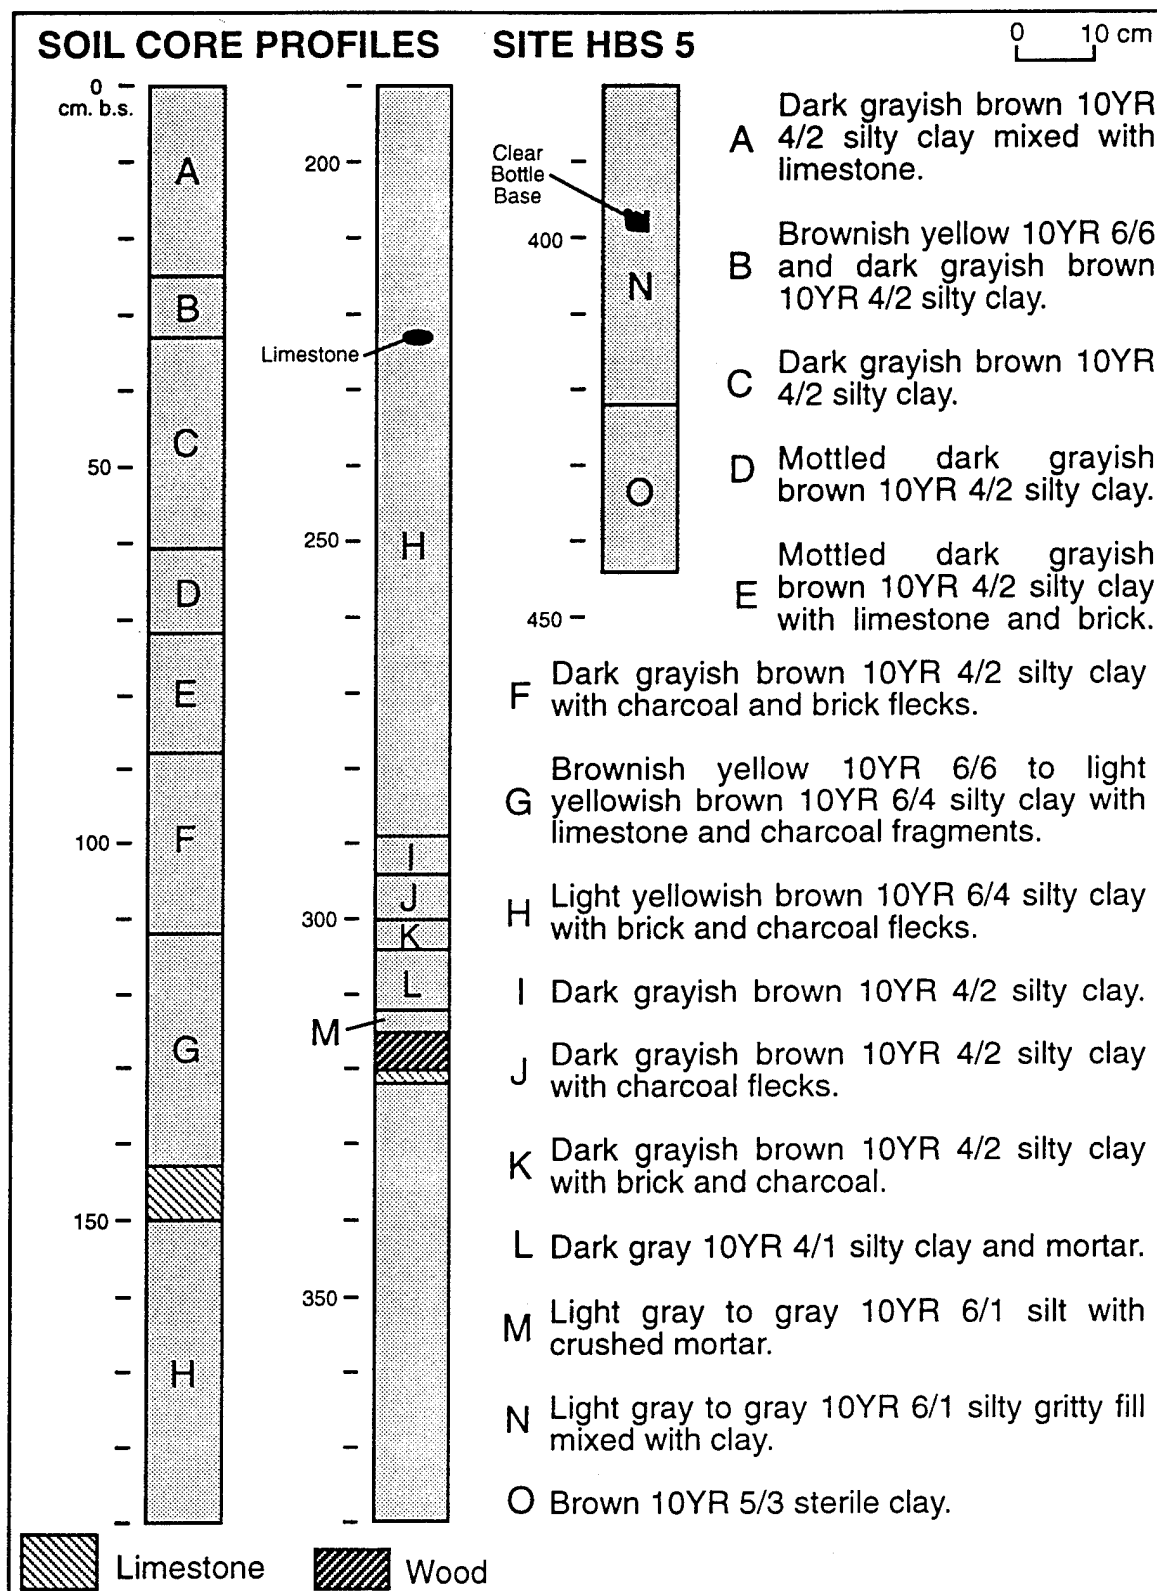 SOIL CORE PROFILES SITE HBS 5
0 10 cm
0
cm. b.s.
50
100
150
A
B
C
D
E
F
G
H
200
250
300
350
Limestone
H
I
J
K
L
M
Clear
Bottle
Base
400
450
N
O
A Dark grayish brown 10YR
4/2 silty clay mixed with
limestone.
B Brownish yellow 10YR 6/6
and dark grayish brown
10YR 4/2 silty clay.
C Dark grayish brown 10YR
4/2 silty clay.
D Mottled dark grayish
brown 10YR 4/2 silty clay.
E Mottled dark grayish
brown 10YR 4/2 silty clay
with limestone and brick.
F Dark grayish brown 10YR 4/2 silty clay
with charcoal and brick flecks.
G Brownish yellow 10YR 6/6 to light
yellowish brown 10YR 6/4 silty clay with
limestone and charcoal fragments.
H Light yellowish brown 10YR 6/4 silty clay
with brick and charcoal flecks.
I Dark grayish brown 10YR 4/2 silty clay.
J Dark grayish brown 10YR 4/2 silty clay
with charcoal flecks.
K Dark grayish brown 10YR 4/2 silty clay
with brick and charcoal.
L Dark gray 10YR 4/1 silty clay and mortar.
M Light gray to gray 10YR 6/1 silt with
crushed mortar.
N Light gray to gray 10YR 6/1 silty gritty fill
mixed with clay.
O Brown 10YR 5/3 sterile clay.
Limestone
Wood